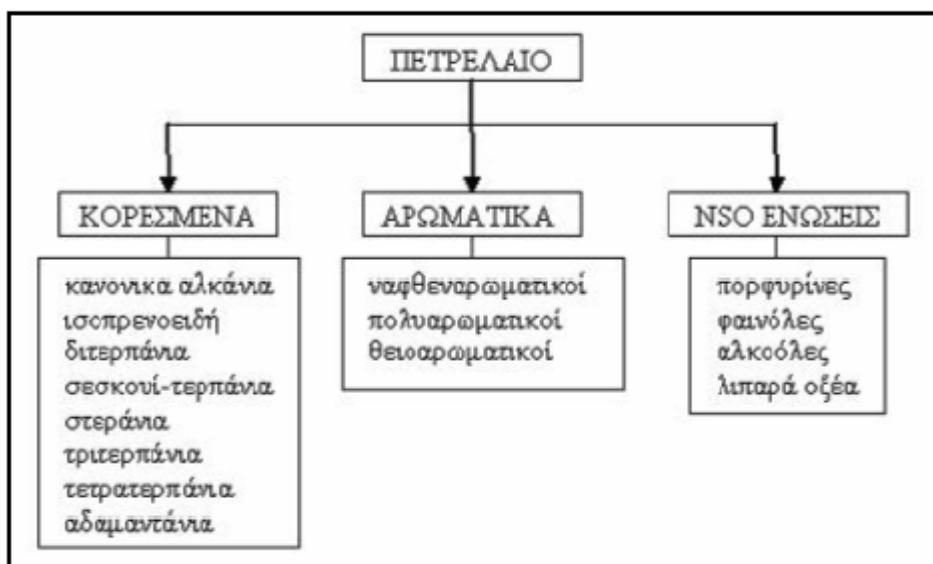 ΠΕΤΡΕΛΑΙΟ
ΚΟΡΕΣΜΕΝΑ
κανονικα αλκάνια
ισοπρενοειδή
διτερπάνια
σεσκουί-τερπάνια
στεράνια
τριτερπάνια
τετρατερπάνια
αδαμαντάνια
ΑΡΩΜΑΤΙΚΑ
ναφθεναρωματικοί
πολυαρωματικοί
θειοαρωματικοί
NSO ΕΝΩΣΕΙΣ
πορφυρίνες
φαινόλες
αλκοόλες
λιπαρά οξέα